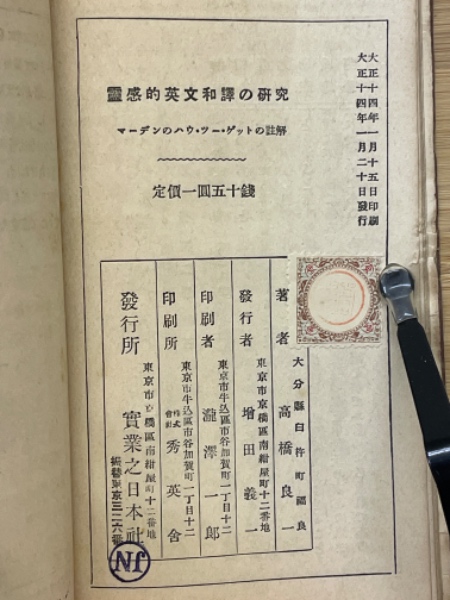 大正十四年一月十五日印刷
大正十四年一月二十日發行
靈感的英文和譯の硏究
マーデンのハウ・ツー・ゲットの註解
定價一圓五十錢
著者
大分縣臼杵町福良
高橋良一
發行者
東京市京橋區南紺屋町十二番地
增田義一
印刷者
東京市牛込區市谷加賀町一丁目十二
瀧澤一郎
印刷所
東京市牛込區市谷加賀町一丁目十二
株式會社 秀英舍
發行所
東京市京橋區南紺屋町十二番地
實業之日本社
振替東京三二六番
NJ